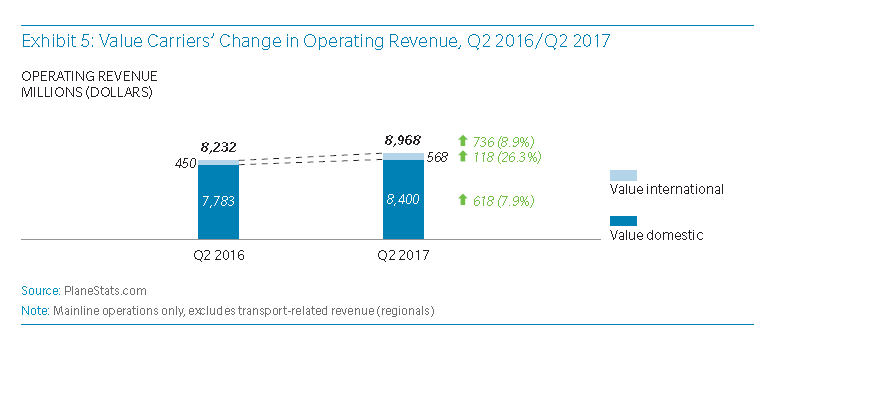 Exhibit 5: Value Carriers’ Change in Operating Revenue, Q2 2016/Q2 2017
OPERATING REVENUE
MILLIONS (DOLLARS)
8,232
8,968
736 (8.9%)
450
568
118 (26.3%)
7,783
8,400
618 (7.9%)
Value international
Value domestic
Q2 2016
Q2 2017
Source: PlaneStats.com
Note: Mainline operations only, excludes transport-related revenue (regionals)